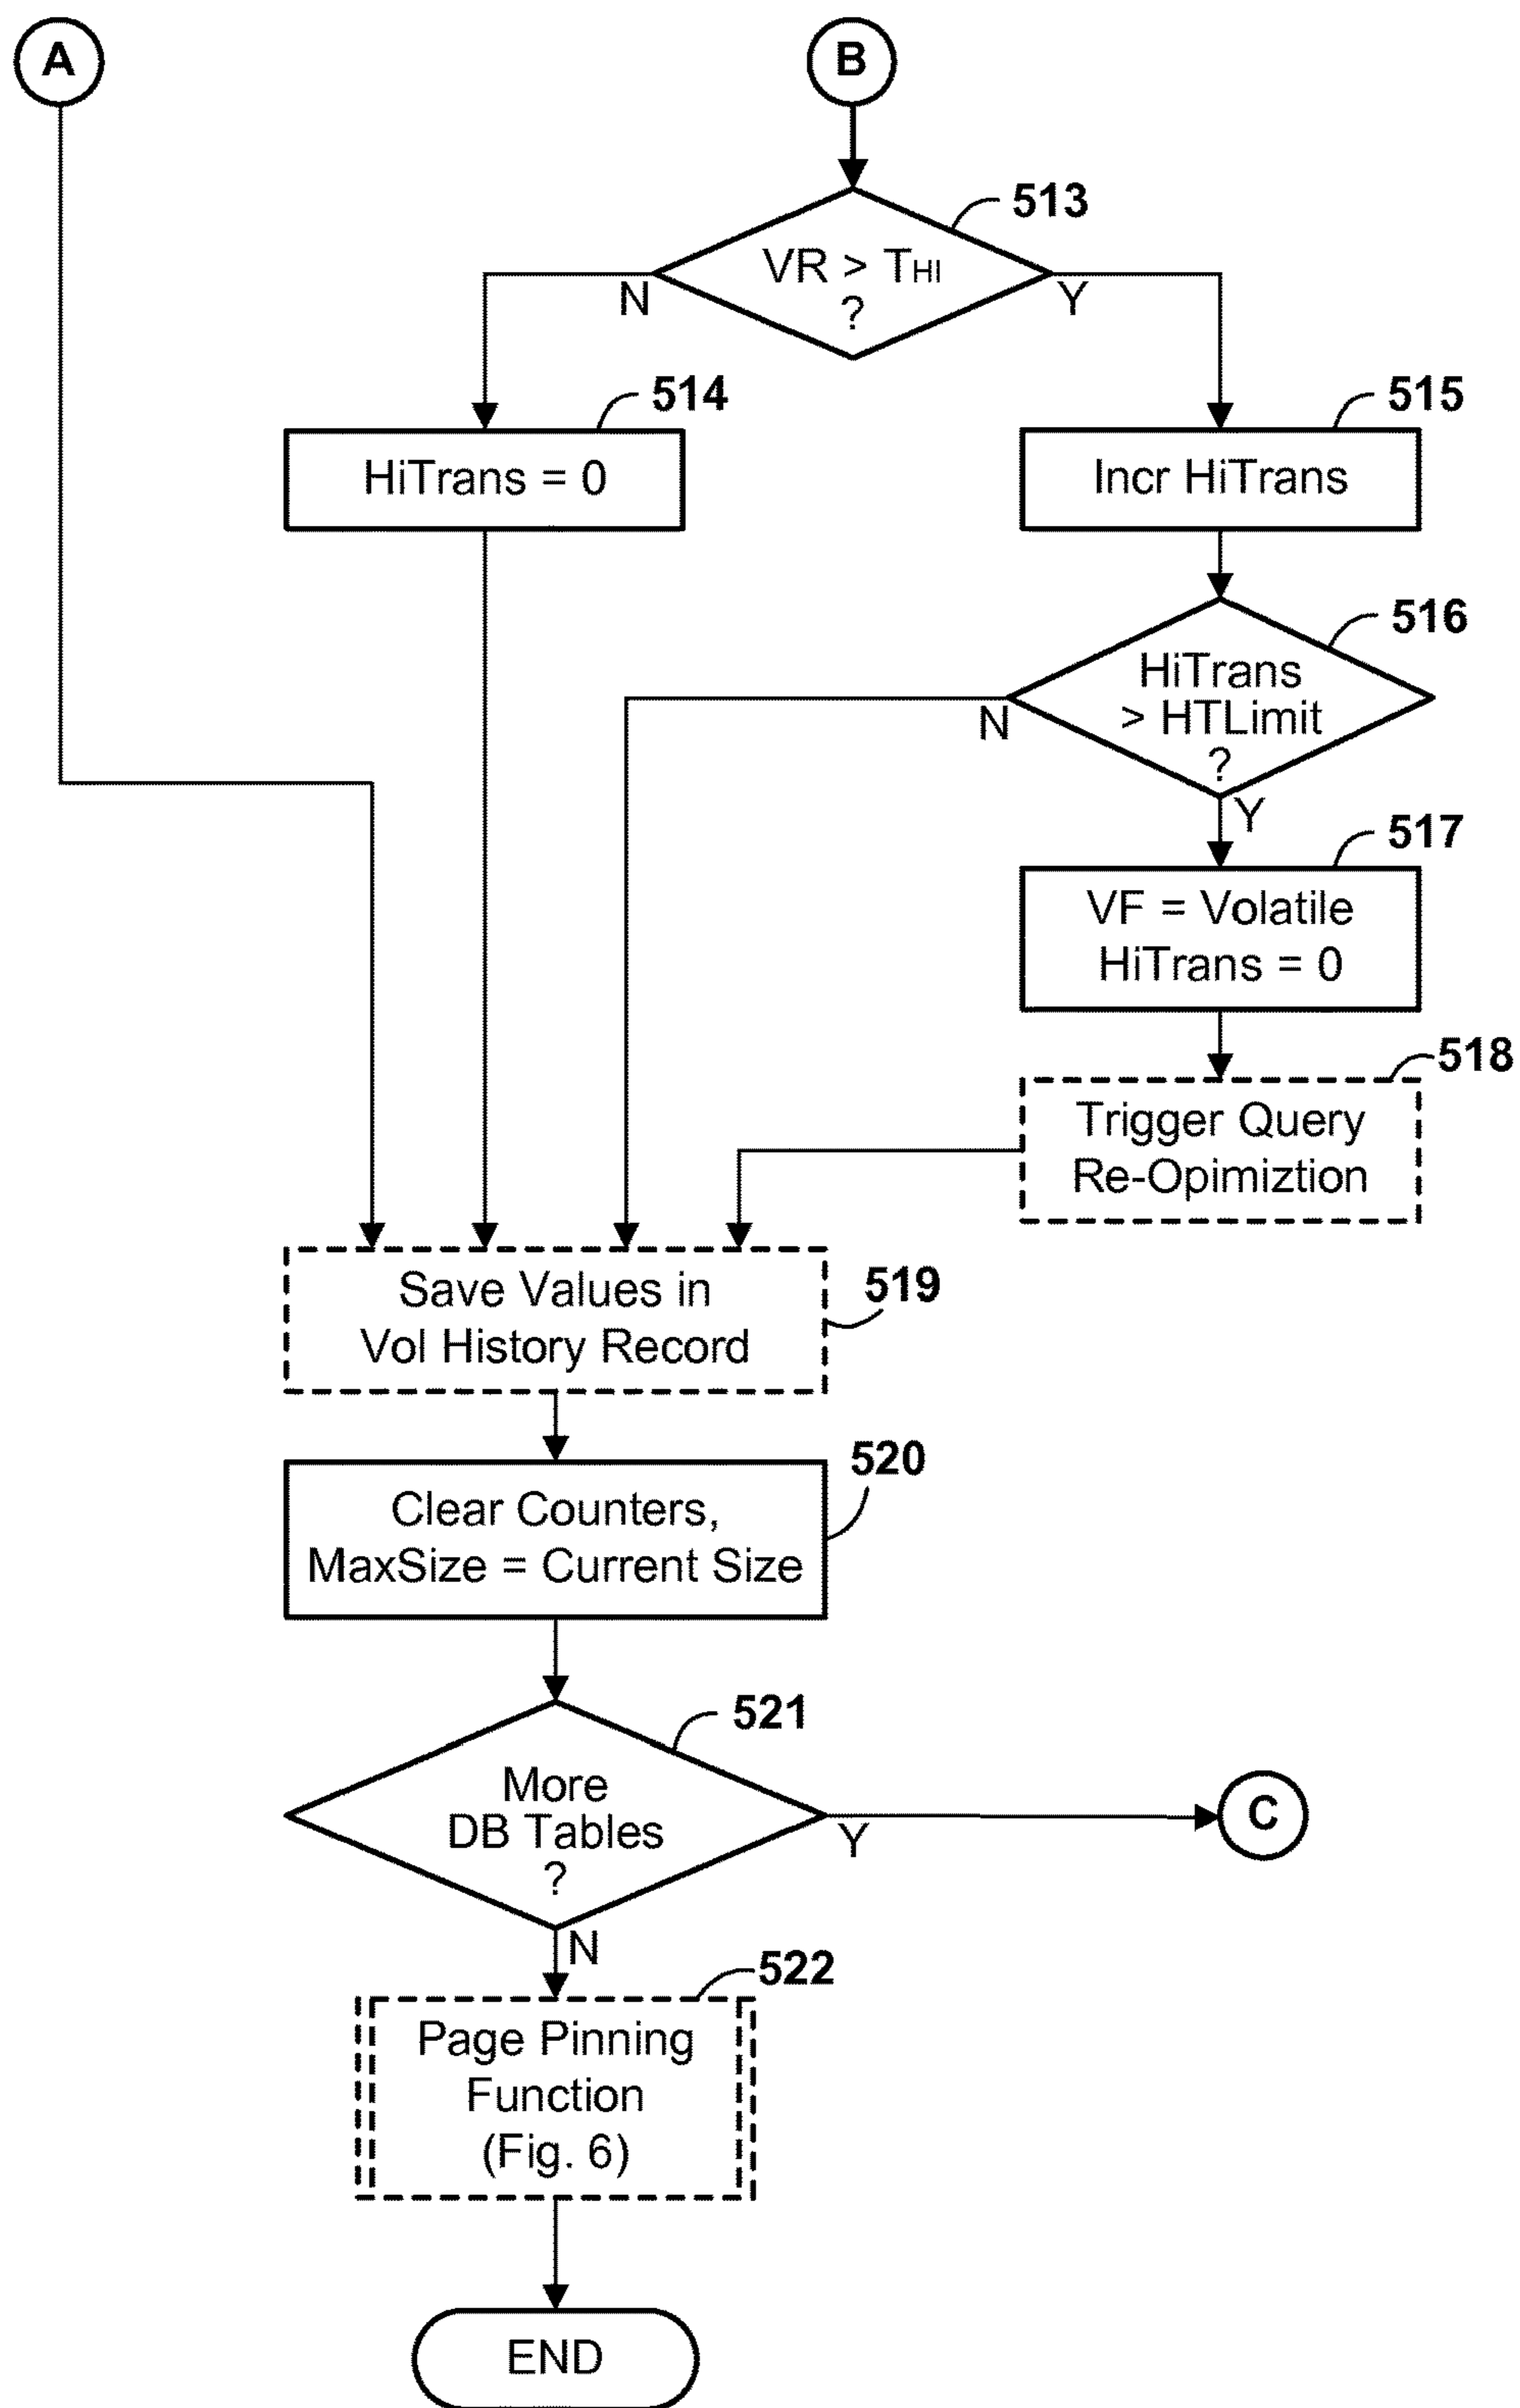 A
B
513
VR > THI
?
N
Y
514
515
HiTrans = 0
Incr HiTrans
516
HiTrans
> HTLimit
?
N
Y
517
VF = Volatile
HiTrans = 0
518
Trigger Query
Re-Opimiztion
519
Save Values in
Vol History Record
520
Clear Counters,
MaxSize = Current Size
521
More
DB Tables
?
Y
C
N
522
Page Pinning
Function
(Fig. 6)
END